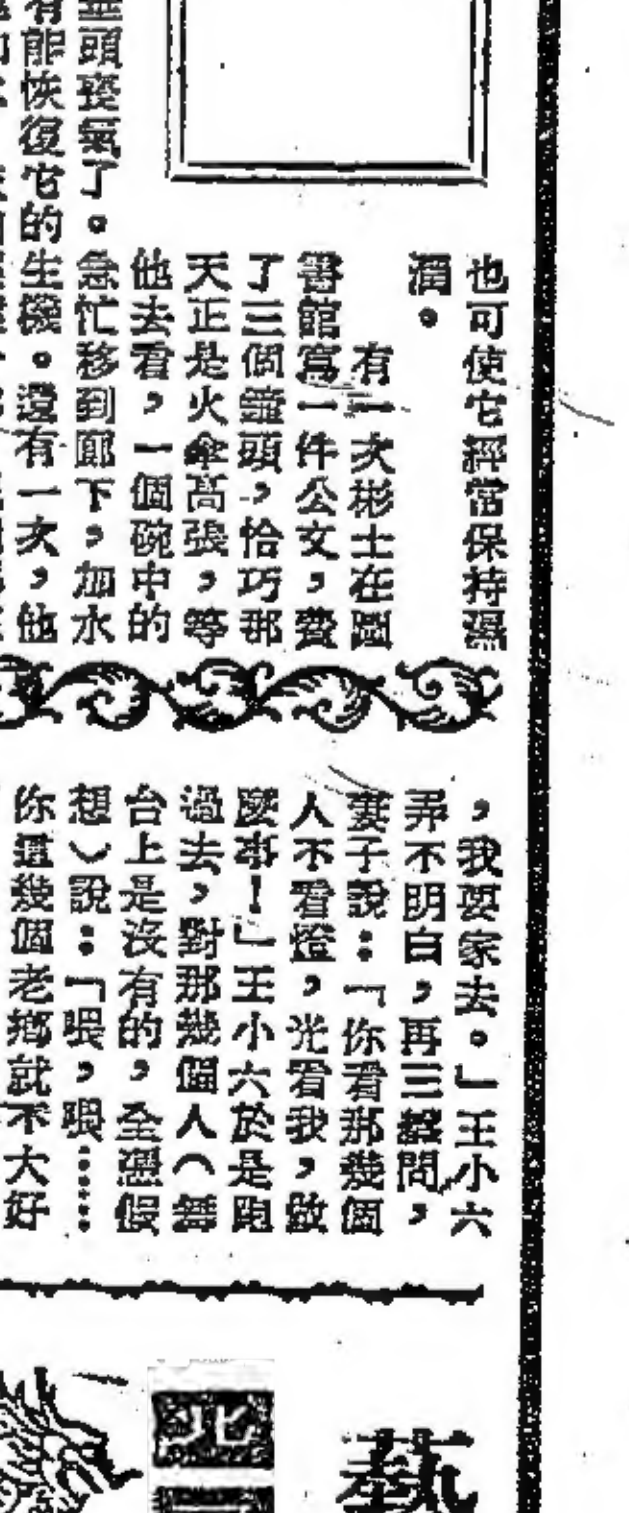 也可使它經常保持濕
潤。
有一次彬士在圖
書館寫一件公文，費
了三個鐘頭，恰巧那
天正是火傘高張，等
他去看，一個碗中的
垂頭喪氣了。急忙移到廊下，加水
有能恢復它的生機。還有一次，他
，我要家去。」王小六
弄不明白，再三盤問，
妻子說：「你看那幾個
人不看燈，光看我，啥
麼事！」王小六於是跑
過去，對那幾個人（舞
台上是沒有的，全憑假
想）說：「喂，喂……
你這幾個老鄉就不大好
藝
北